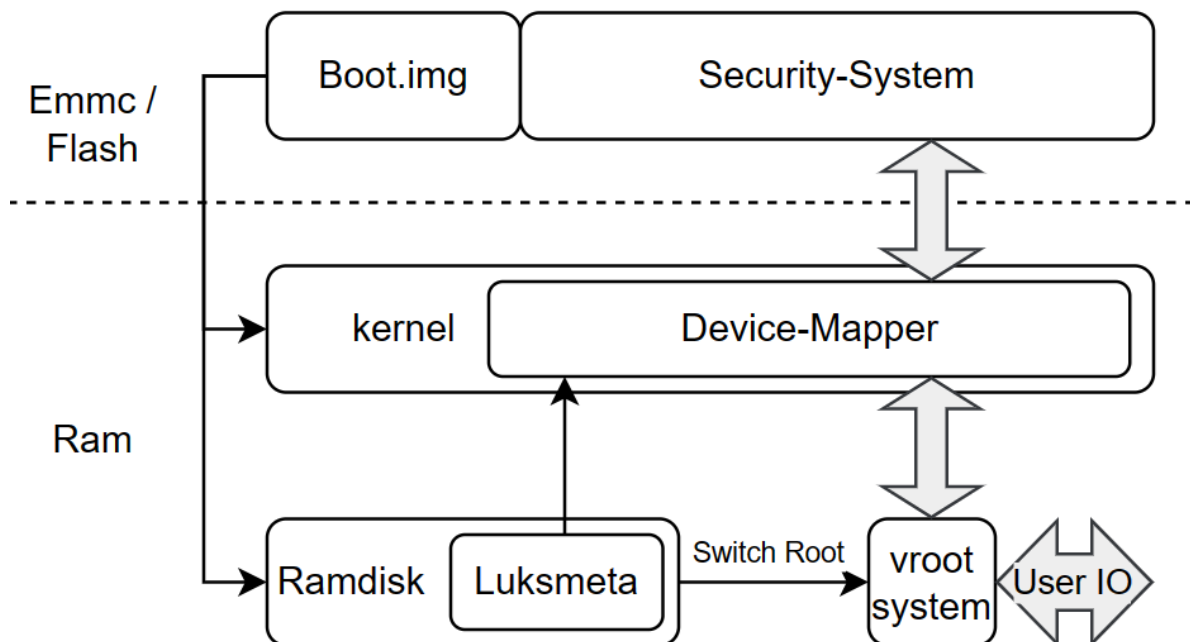 Boot.img
Security-System
Emmc /
Flash
kernel
Device-Mapper
Ram
Ramdisk
Luksmeta
Switch Root
vroot
system
User IO